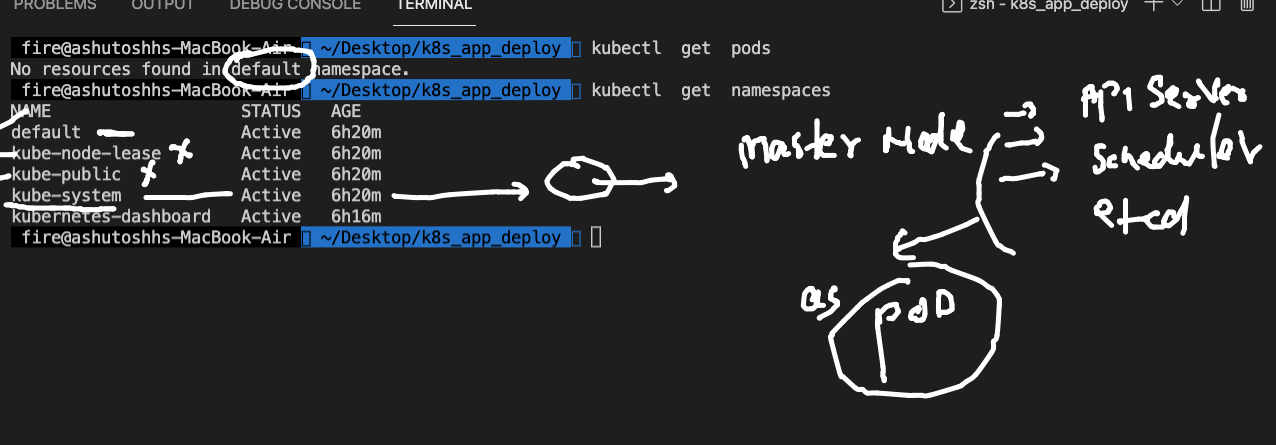 PROBLEMS OUTPUT DEBUG CONSOLE TERMINAL zsh - k8s_app_deploy
fire@ashutoshhs-MacBook-Air ~/Desktop/k8s_app_deploy kubectl get pods
No resources found in default namespace.
fire@ashutoshhs-MacBook-Air ~/Desktop/k8s_app_deploy kubectl get namespaces
NAME STATUS AGE
default Active 6h20m
kube-node-lease Active 6h20m
kube-public Active 6h20m
kube-system Active 6h20m
kubernetes-dashboard Active 6h16m
fire@ashutoshhs-MacBook-Air ~/Desktop/k8s_app_deploy
master Node
API Server
Scheduler
etcd
as
POD